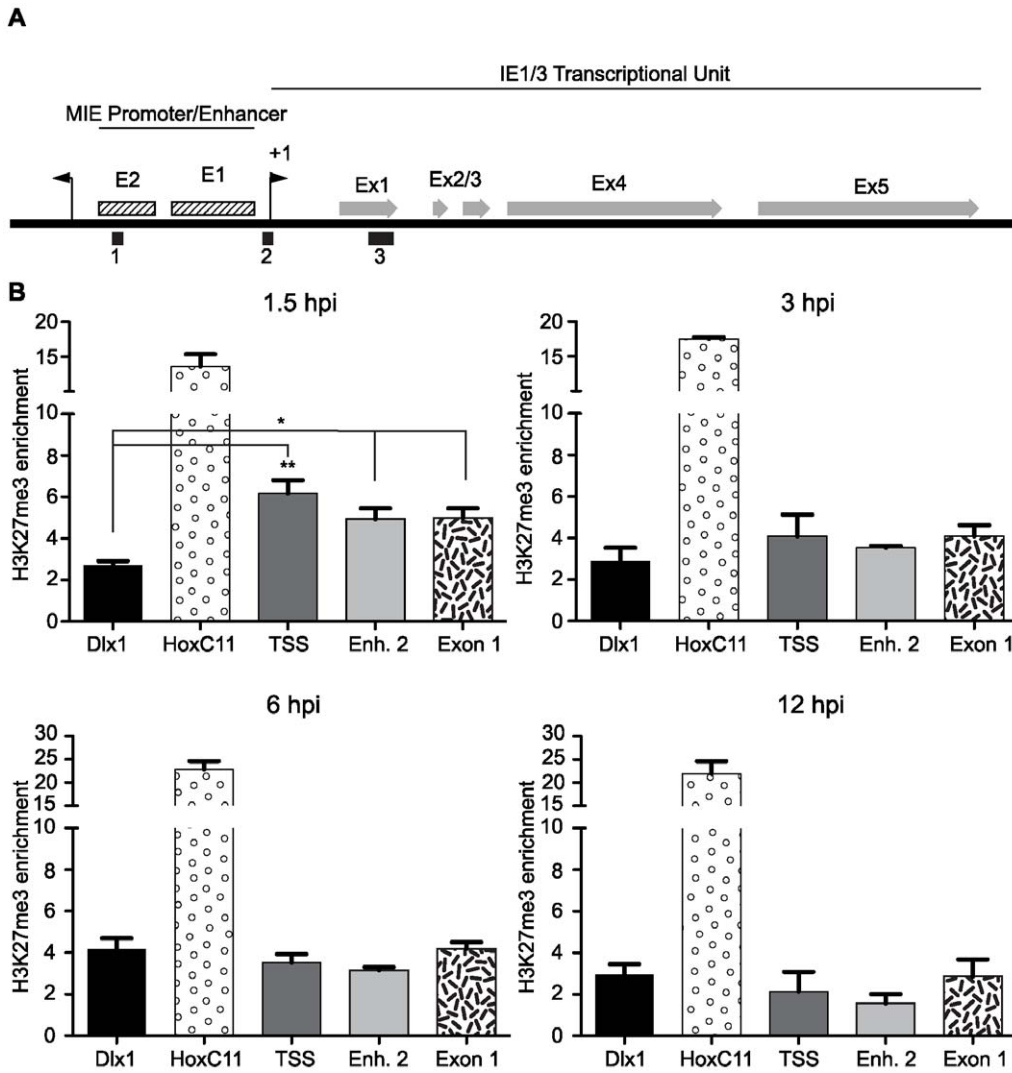 A
IE1/3 Transcriptional Unit
MIE Promoter/Enhancer
+1
E2 E1 Ex1 Ex2/3 Ex4 Ex5
1 2 3
B
1.5 hpi
H3K27me3 enrichment
20
15
10
8
6
4
2
0
*
**
Dlx1 HoxC11 TSS Enh. 2 Exon 1
3 hpi
H3K27me3 enrichment
20
15
10
8
6
4
2
0
Dlx1 HoxC11 TSS Enh. 2 Exon 1
6 hpi
H3K27me3 enrichment
30
25
20
15
10
8
6
4
2
0
Dlx1 HoxC11 TSS Enh. 2 Exon 1
12 hpi
H3K27me3 enrichment
30
25
20
15
10
8
6
4
2
0
Dlx1 HoxC11 TSS Enh. 2 Exon 1